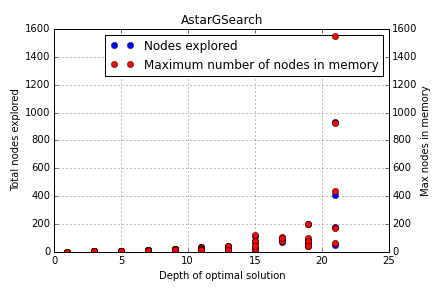 AstarGSearch
1600
1400
1200
1000
800
600
400
200
0
Total nodes explored
Nodes explored
Maximum number of nodes in memory
1600
1400
1200
1000
800
600
400
200
0
Max nodes in memory
0 5 10 15 20 25
Depth of optimal solution